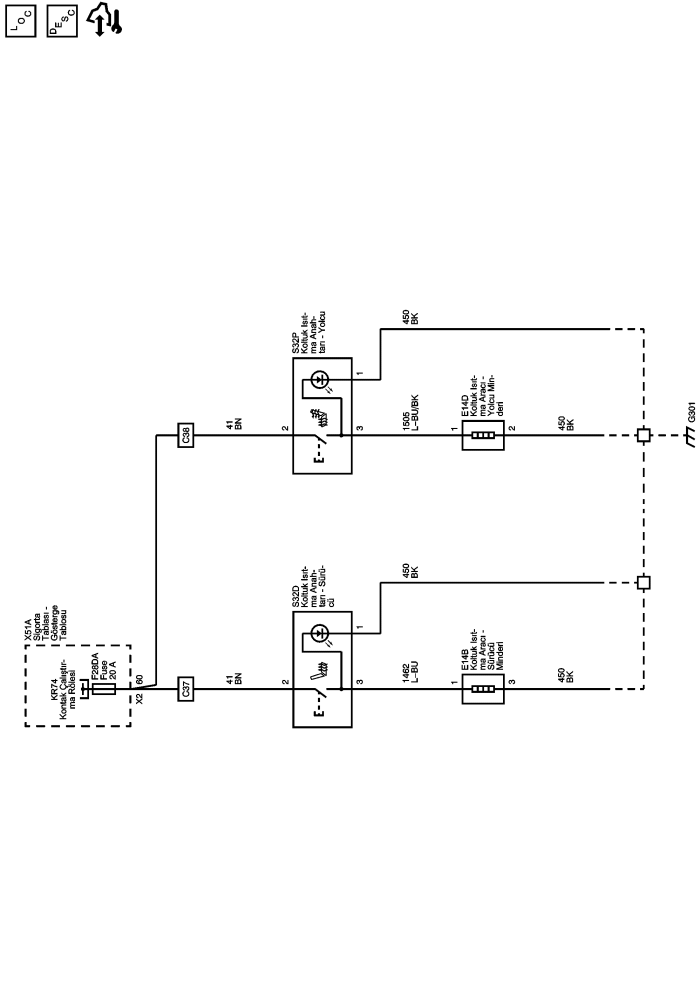 LOC
DESC
X51A
Sigorta
Tablası -
Gösterge
Tablosu
KR74
Kontak Çalıştır-
ma Rölesi
F28DA
Fuse
20 A
X2
60
C37
41
BN
2
S32D
Koltuk Isıt-
ma Anah-
tarı - Sürü-
cü
1
3
450
BK
1462
L-BU
1
E14B
Koltuk Isıt-
ma Aracı -
Sürücü
Minderi
3
450
BK
C38
41
BN
2
S32P
Koltuk Isıt-
ma Anah-
tarı - Yolcu
1
3
450
BK
1505
L-BU/BK
1
E14D
Koltuk Isıt-
ma Aracı -
Yolcu Min-
deri
2
450
BK
G301